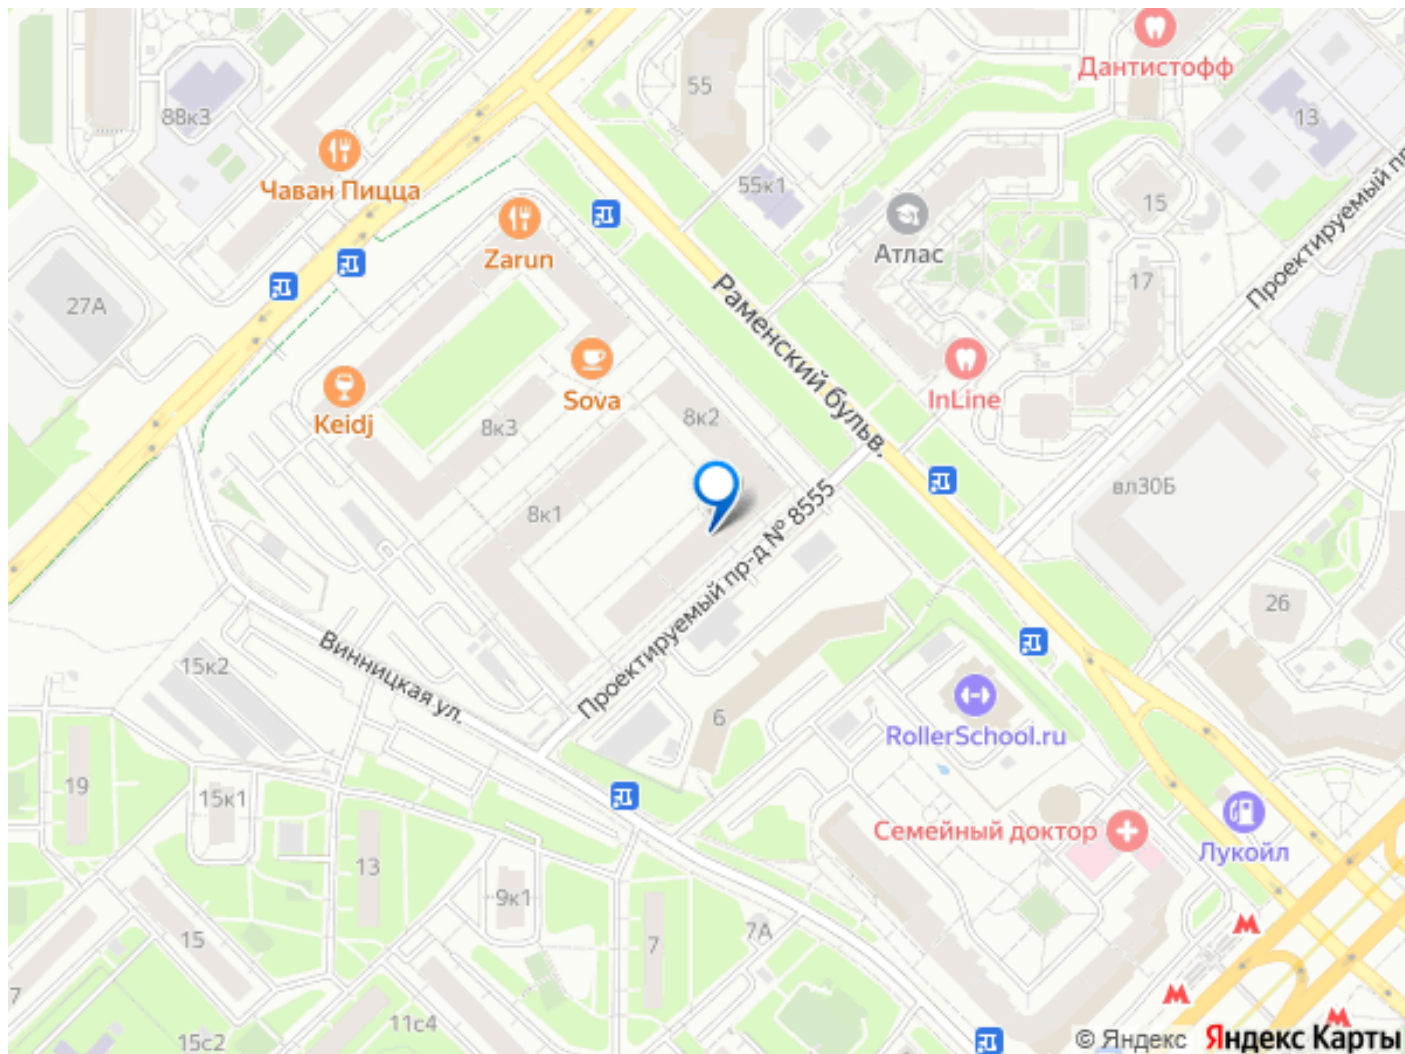 55
Дантистофф
88к3
13
Чаван Пицца
55к1
15
Проектируемый пр
Zarun
Атлас
17
27А
Раменский бульв.
Keidj
Sova
InLine
8к3
8к2
8к1
вл30Б
Проектируемый пр-д № 8555
26
15к2
Винницкая ул.
6
RollerSchool.ru
19
15к1
Семейный доктор
Лукойл
13
9к1
15
7
7А
7
11с4
15с2
© Яндекс Яндекс Карты